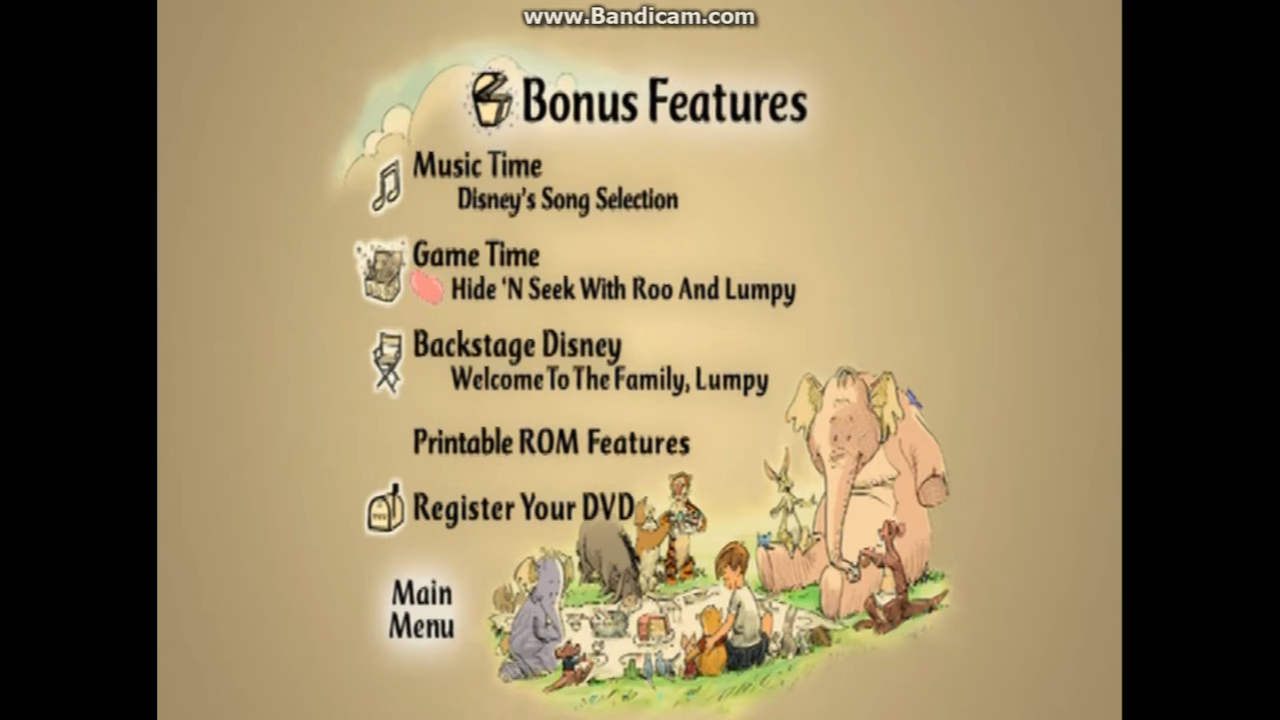 www.Bandicam.com
Bonus Features
Music Time
Disney's Song Selection
Game Time
Hide 'N Seek With Roo And Lumpy
Backstage Disney
Welcome To The Family, Lumpy
Printable ROM Features
Register Your DVD
Main
Menu